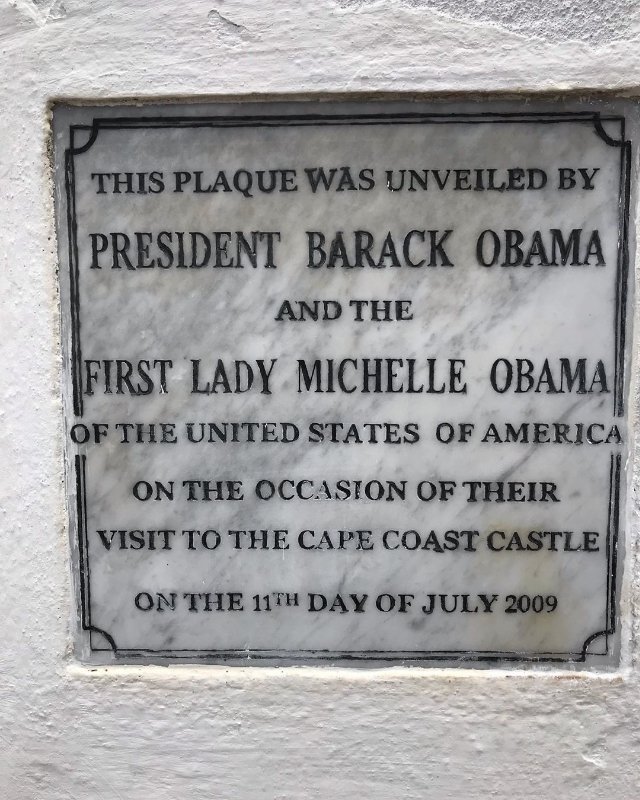 THIS PLAQUE WAS UNVEILED BY
PRESIDENT BARACK OBAMA
AND THE
FIRST LADY MICHELLE OBAMA
OF THE UNITED STATES OF AMERICA
ON THE OCCASION OF THEIR
VISIT TO THE CAPE COAST CASTLE
ON THE 11TH DAY OF JULY 2009